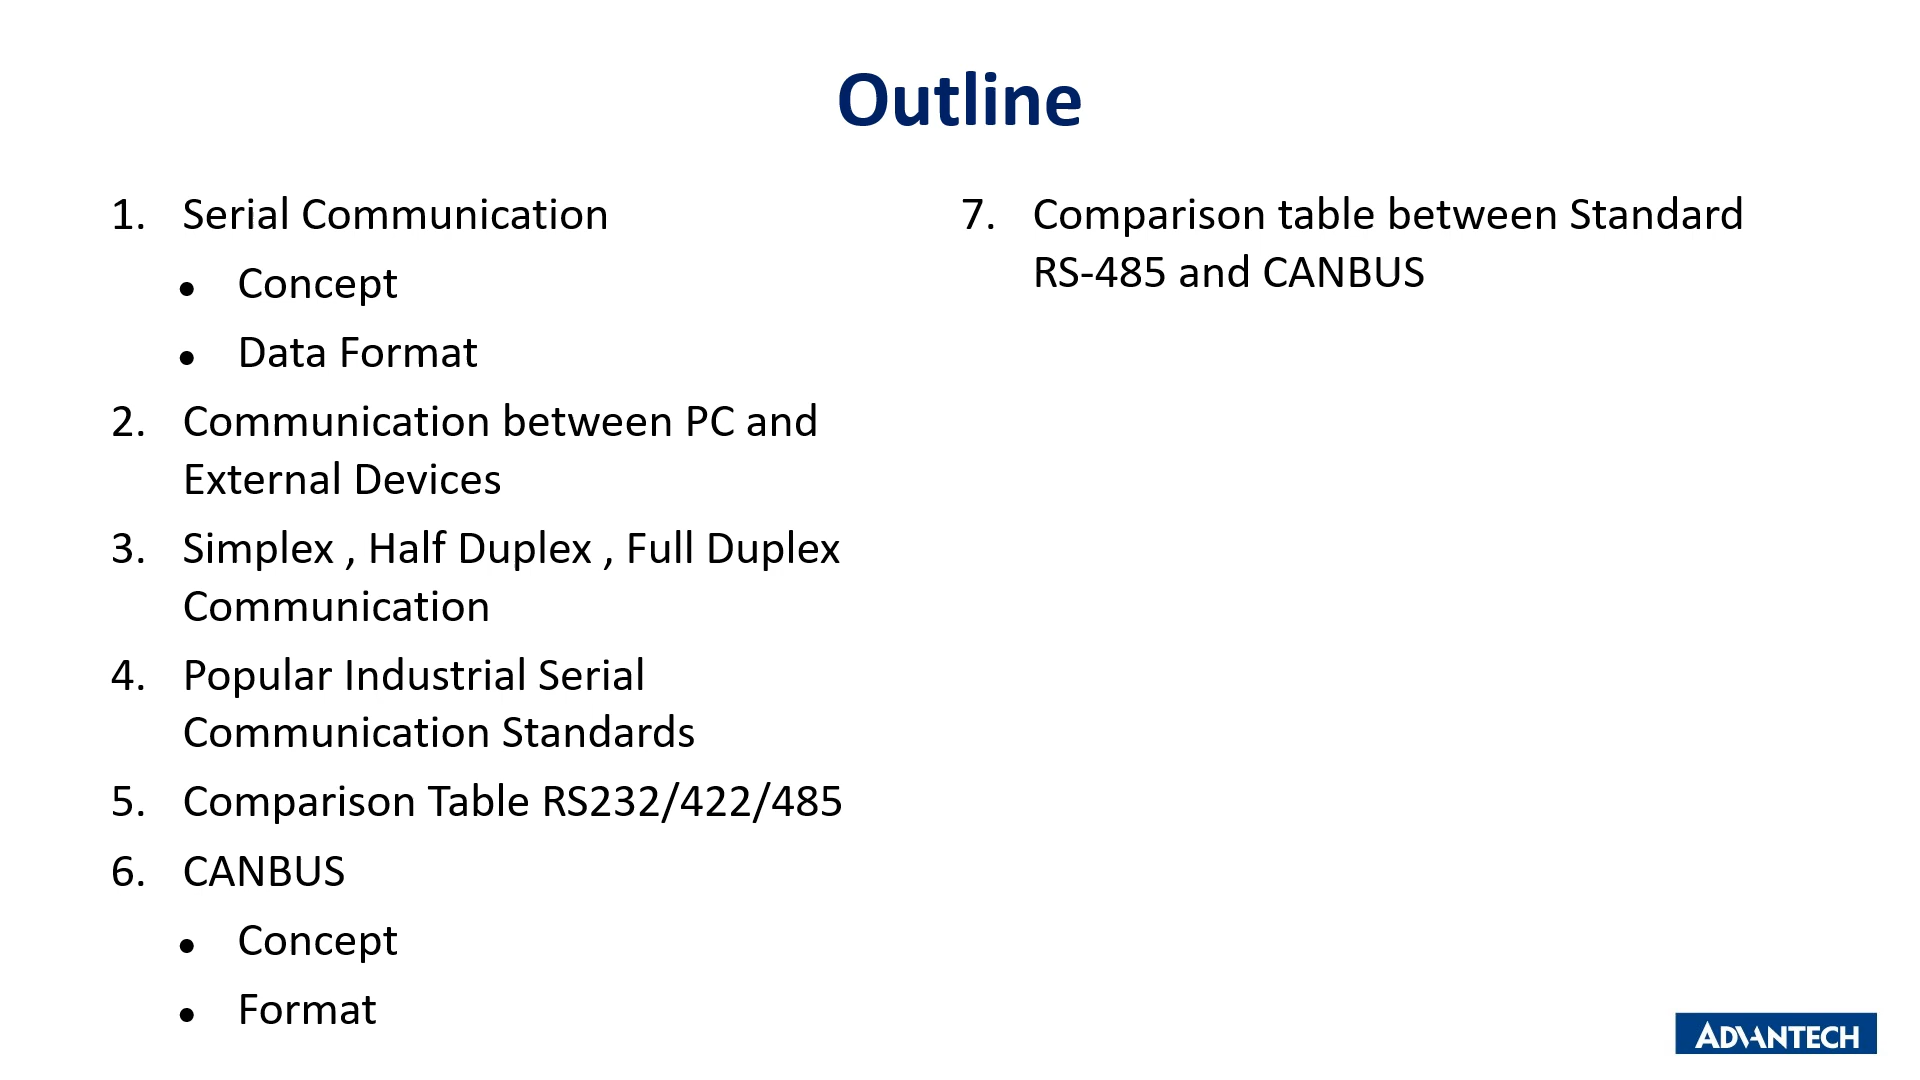 Outline
1. Serial Communication
● Concept
● Data Format
2. Communication between PC and
External Devices
3. Simplex , Half Duplex , Full Duplex
Communication
4. Popular Industrial Serial
Communication Standards
5. Comparison Table RS232/422/485
6. CANBUS
● Concept
● Format
7. Comparison table between Standard
RS-485 and CANBUS
ADVANTECH